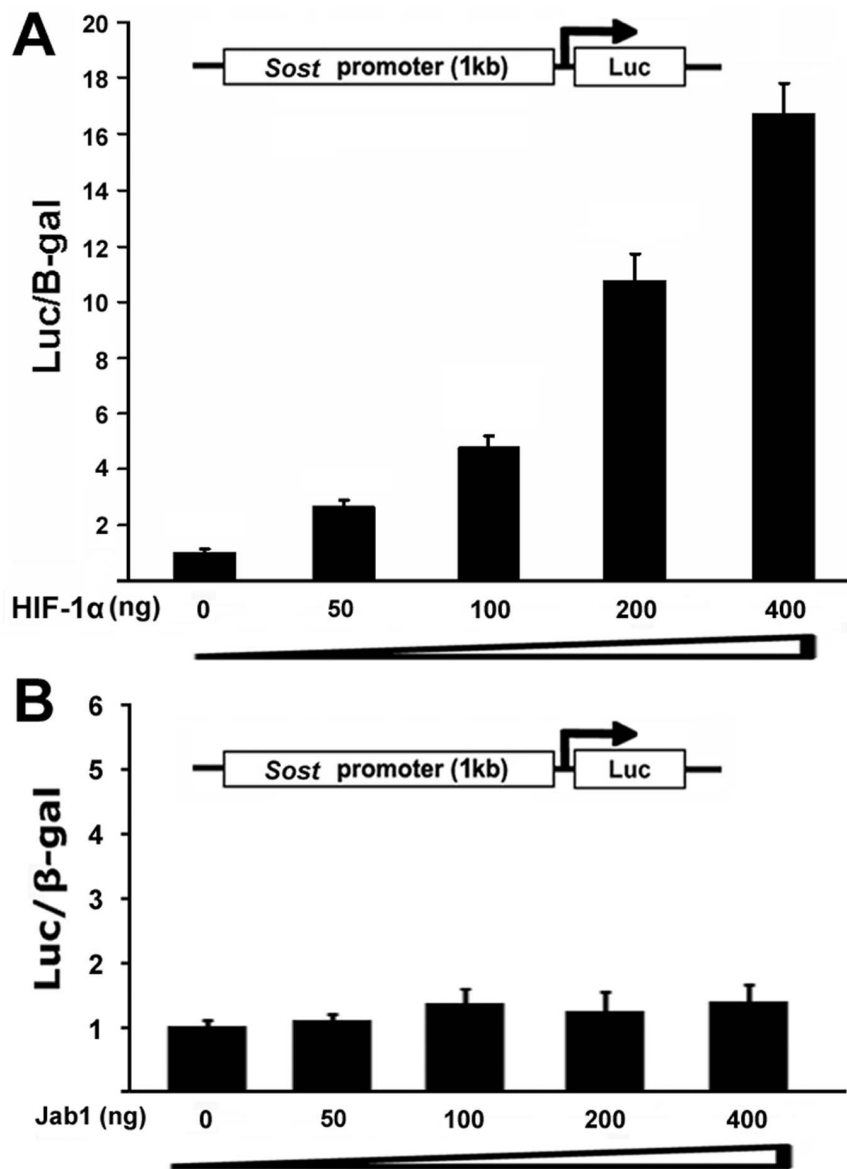 A
20
Sost promoter (1kb) Luc
18
16
14
12
10
8
6
4
2
Luc/B-gal
HIF-1α (ng) 0 50 100 200 400
B
6
Sost promoter (1kb) Luc
5
4
3
2
1
Luc/β-gal
Jab1 (ng) 0 50 100 200 400